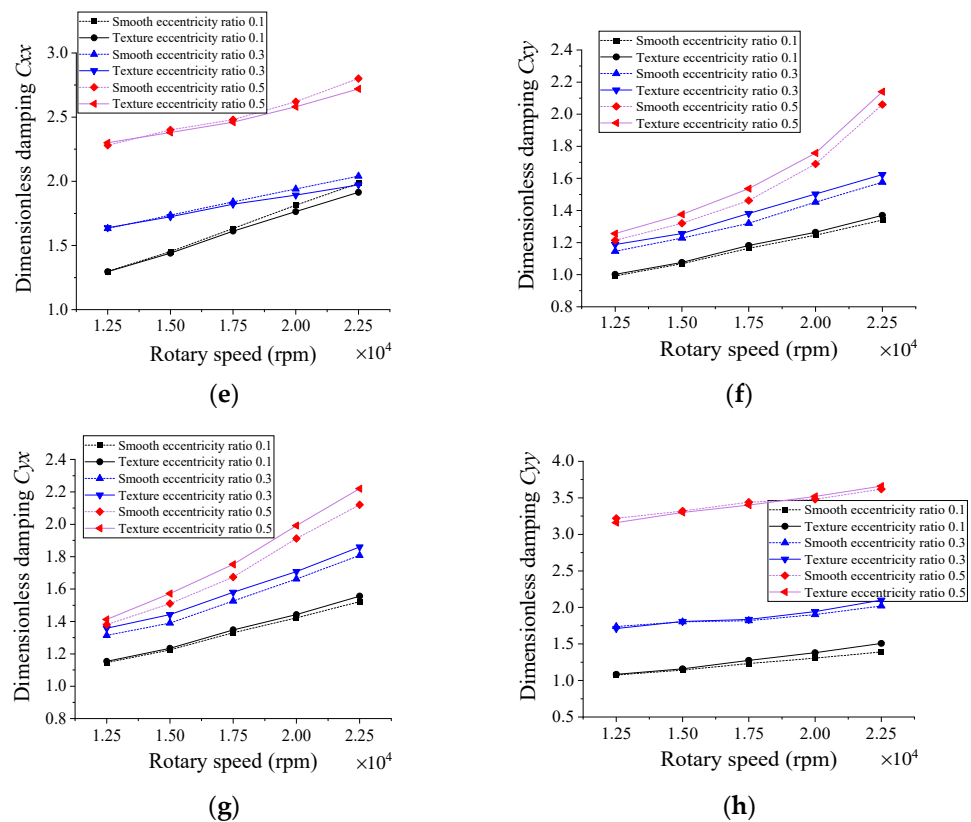 Smooth eccentricity ratio 0.1
Texture eccentricity ratio 0.1
Smooth eccentricity ratio 0.3
Texture eccentricity ratio 0.3
Smooth eccentricity ratio 0.5
Texture eccentricity ratio 0.5
Dimensionless damping Cxx
3.0
2.5
2.0
1.5
1.0
1.25 1.50 1.75 2.00 2.25
Rotary speed (rpm) ×10⁴
(e)
Smooth eccentricity ratio 0.1
Texture eccentricity ratio 0.1
Smooth eccentricity ratio 0.3
Texture eccentricity ratio 0.3
Smooth eccentricity ratio 0.5
Texture eccentricity ratio 0.5
Dimensionless damping Cxy
2.4
2.2
2.0
1.8
1.6
1.4
1.2
1.0
0.8
1.25 1.50 1.75 2.00 2.25
Rotary speed (rpm) ×10⁴
(f)
Smooth eccentricity ratio 0.1
Texture eccentricity ratio 0.1
Smooth eccentricity ratio 0.3
Texture eccentricity ratio 0.3
Smooth eccentricity ratio 0.5
Texture eccentricity ratio 0.5
Dimensionless damping Cyx
2.4
2.2
2.0
1.8
1.6
1.4
1.2
1.0
0.8
1.25 1.50 1.75 2.00 2.25
Rotary speed (rpm) ×10⁴
(g)
Smooth eccentricity ratio 0.1
Texture eccentricity ratio 0.1
Smooth eccentricity ratio 0.3
Texture eccentricity ratio 0.3
Smooth eccentricity ratio 0.5
Texture eccentricity ratio 0.5
Dimensionless damping Cyy
4.0
3.5
3.0
2.5
2.0
1.5
1.0
0.5
1.25 1.50 1.75 2.00 2.25
Rotary speed (rpm) ×10⁴
(h)